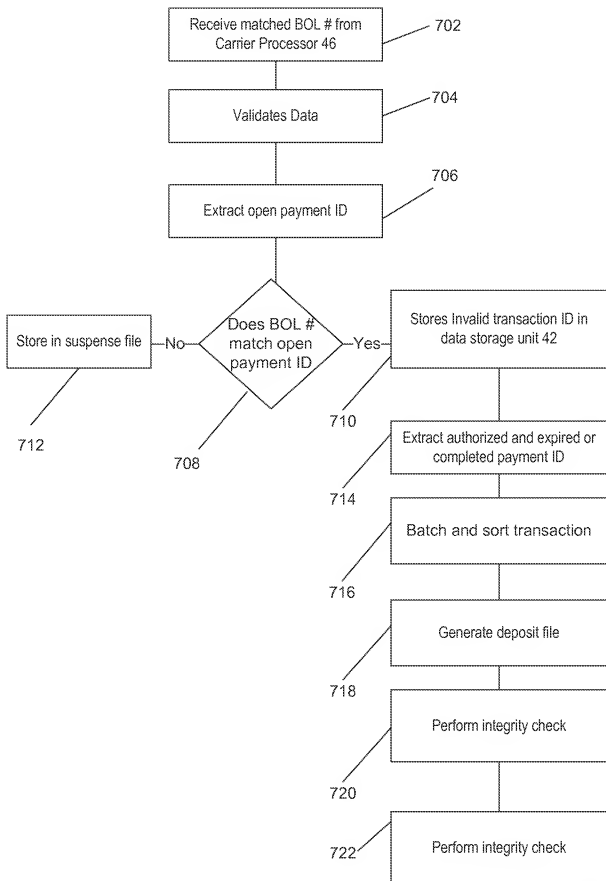 Receive matched BOL # from
Carrier Processor 46
702
Validates Data
704
Extract open payment ID
706
Does BOL #
match open
payment ID
708
No
Store in suspense file
712
Yes
Stores Invalid transaction ID in
data storage unit 42
710
Extract authorized and expired or
completed payment ID
714
Batch and sort transaction
716
Generate deposit file
718
Perform integrity check
720
Perform integrity check
722